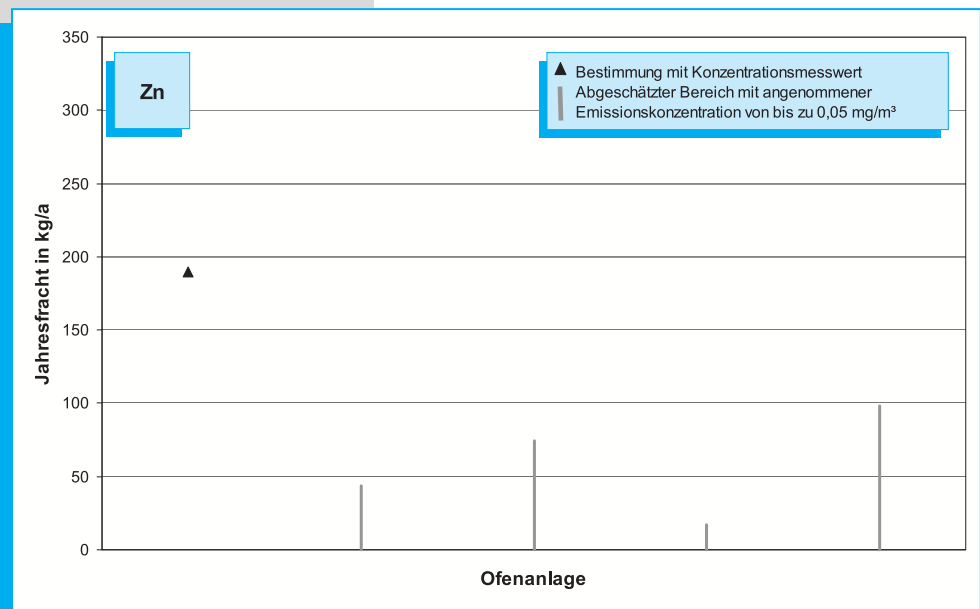 Zn
Bestimmung mit Konzentrationsmesswert
Abgeschätzter Bereich mit angenommener
Emissionskonzentration von bis zu 0,05 mg/m³
Jahresfracht in kg/a
350
300
250
200
150
100
50
0
Ofenanlage